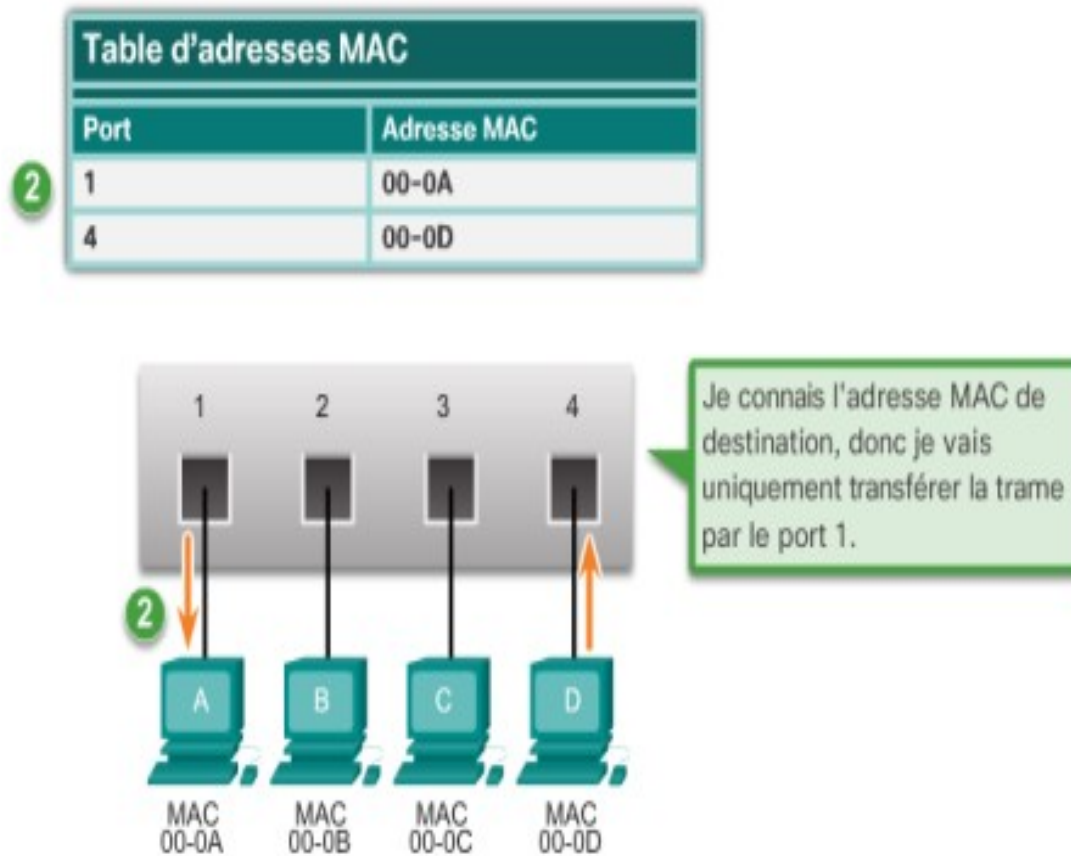 Table d'adresses MAC
Port Adresse MAC
2
1 00-0A
4 00-0D
1 2 3 4
Je connais l'adresse MAC de
destination, donc je vais
uniquement transférer la trame
par le port 1.
2
A B C D
MAC MAC MAC MAC
00-0A 00-0B 00-0C 00-0D